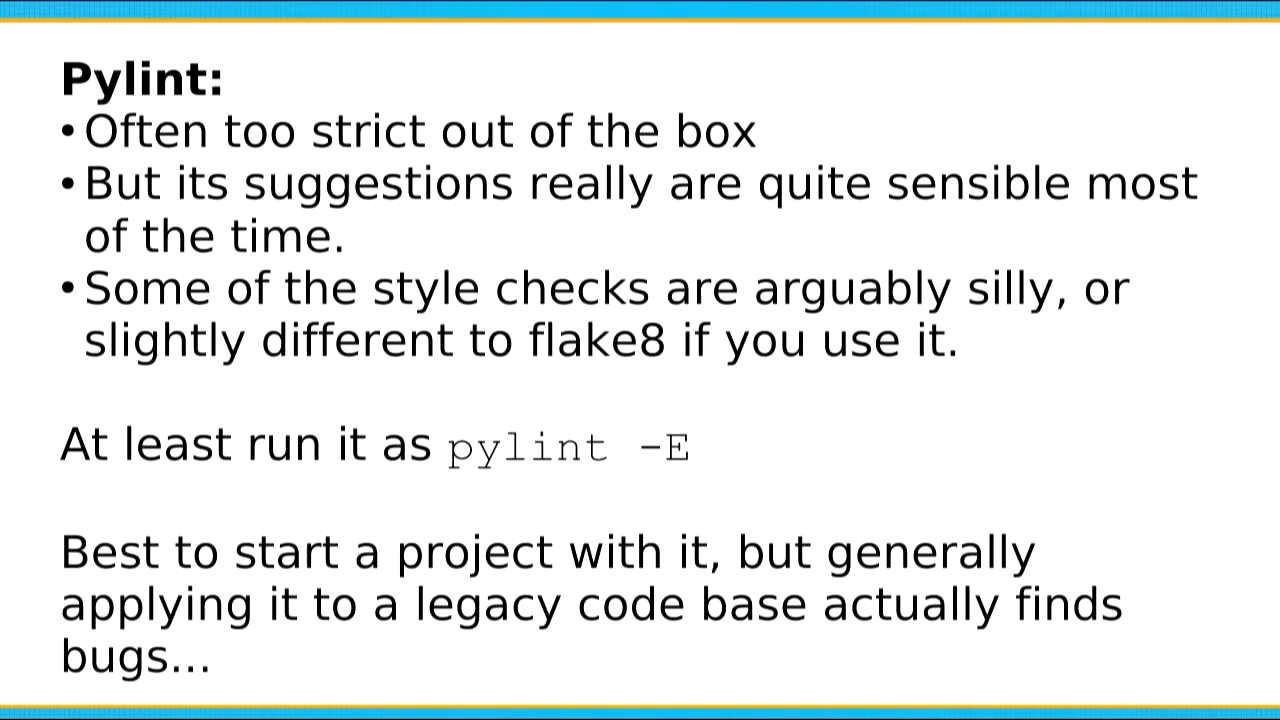 Pylint:
• Often too strict out of the box
• But its suggestions really are quite sensible most
of the time.
• Some of the style checks are arguably silly, or
slightly different to flake8 if you use it.
At least run it as pylint -E
Best to start a project with it, but generally
applying it to a legacy code base actually finds
bugs...